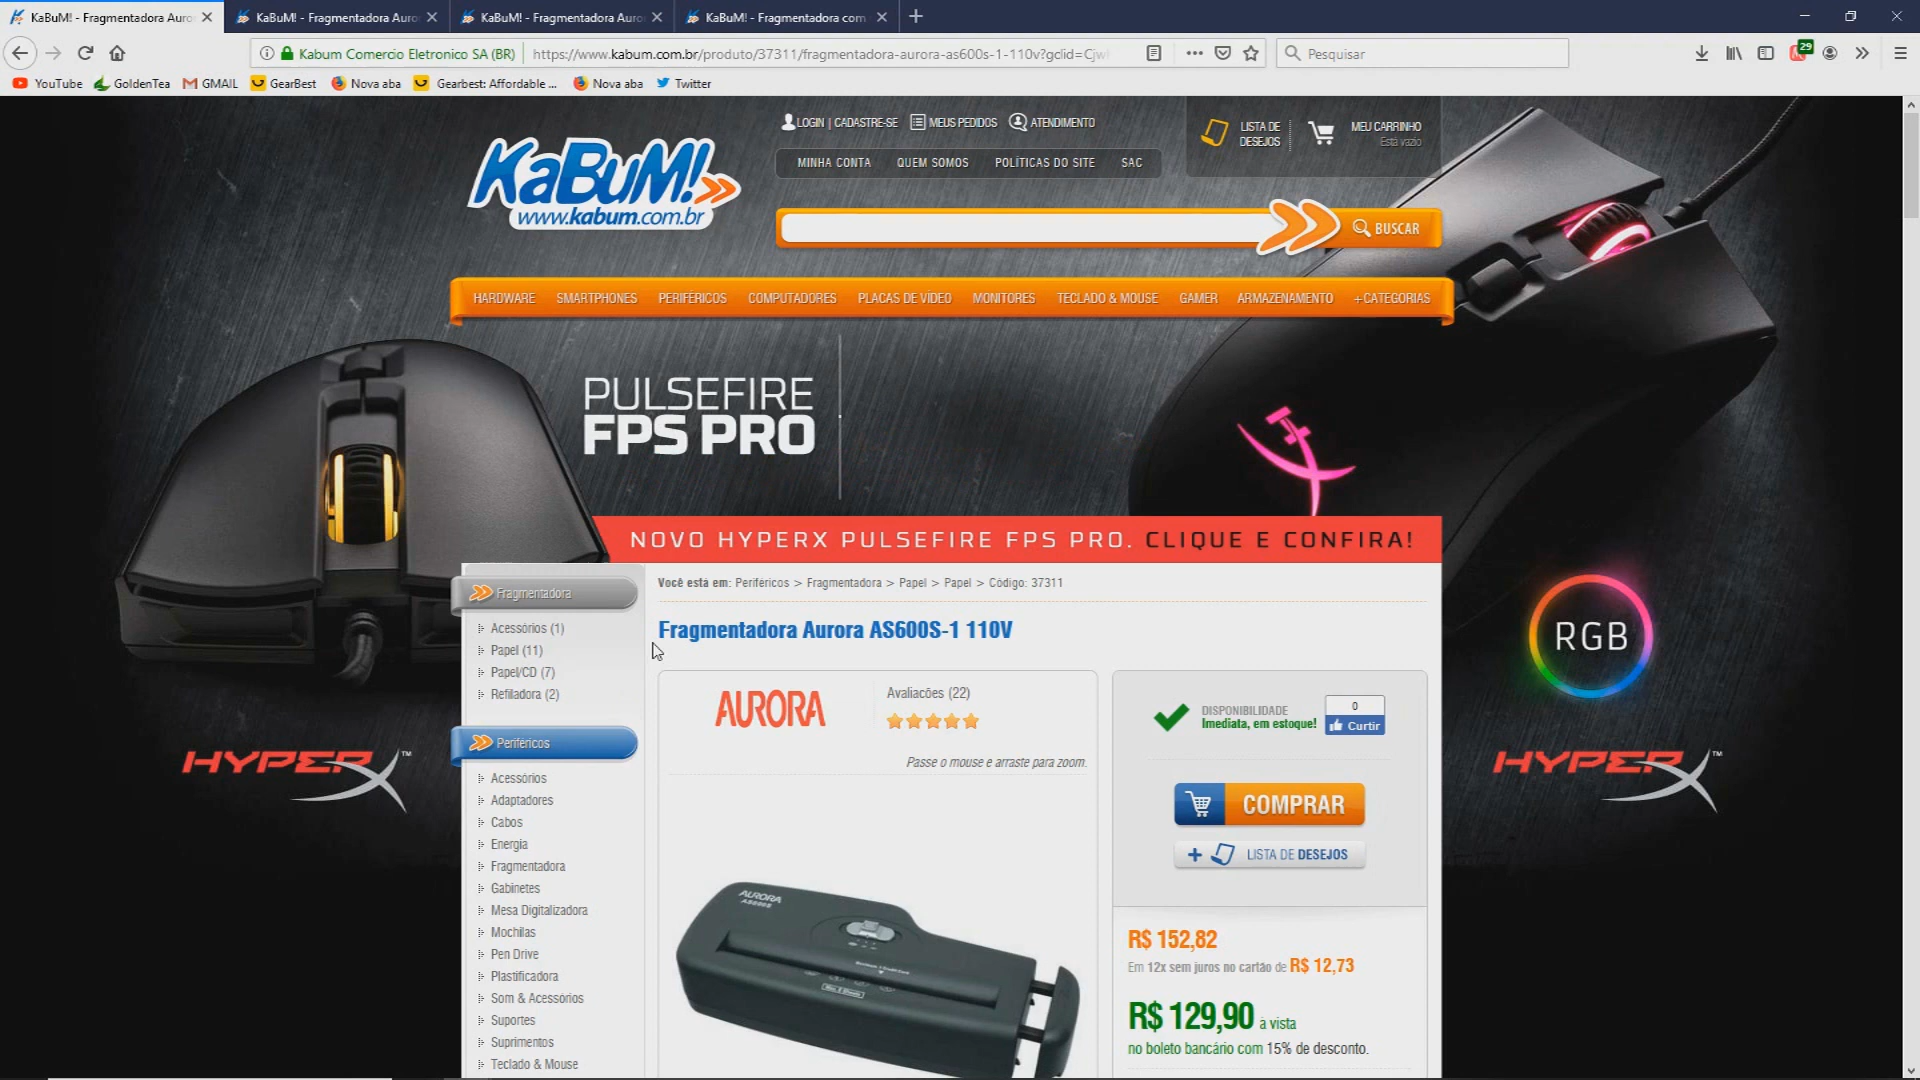 KaBuM! - Fragmentadora Auro
KaBuM! - Fragmentadora Auro
KaBuM! - Fragmentadora Auro
KaBuM! - Fragmentadora com
Kabum Comercio Eletronico SA (BR)
https://www.kabum.com.br/produto/37311/fragmentadora-aurora-as600s-1-110v?gclid=Cjw
Pesquisar
29
YouTube
GoldenTea
GMAIL
GearBest
Nova aba
Gearbest: Affordable ...
Nova aba
Twitter
LOGIN | CADASTRE-SE
MEUS PEDIDOS
ATENDIMENTO
LISTA DE
DESEJOS
MEU CARRINHO
Está vazio
KaBuM!
www.kabum.com.br
MINHA CONTA
QUEM SOMOS
POLÍTICAS DO SITE
SAC
BUSCAR
HARDWARE
SMARTPHONES
PERIFÉRICOS
COMPUTADORES
PLACAS DE VÍDEO
MONITORES
TECLADO & MOUSE
GAMER
ARMAZENAMENTO
+CATEGORIAS
PULSEFIRE
FPS PRO
NOVO HYPERX PULSEFIRE FPS PRO. CLIQUE E CONFIRA!
Fragmentadora
Acessórios (1)
Papel (11)
Papel/CD (7)
Refiladora (2)
Periféricos
Acessórios
Adaptadores
Cabos
Energia
Fragmentadora
Gabinetes
Mesa Digitalizadora
Mochilas
Pen Drive
Plastificadora
Som & Acessórios
Suportes
Suprimentos
Teclado & Mouse
Você está em: Periféricos > Fragmentadora > Papel > Papel > Código: 37311
Fragmentadora Aurora AS600S-1 110V
AURORA
Avaliacões (22)
Passe o mouse e arraste para zoom.
AURORA
AS600S
DISPONIBILIDADE
Imediata, em estoque!
0
Curtir
COMPRAR
+ LISTA DE DESEJOS
R$ 152,82
Em 12x sem juros no cartão de R$ 12,73
R$ 129,90 à vista
no boleto bancário com 15% de desconto.
HYPERX™
RGB
HYPERX™